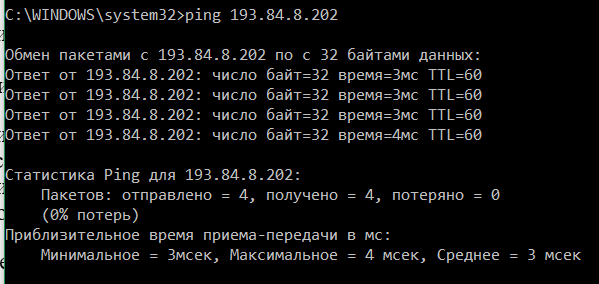 C:\WINDOWS\system32>ping 193.84.8.202
Обмен пакетами с 193.84.8.202 по с 32 байтами данных:
Ответ от 193.84.8.202: число байт=32 время=3мс TTL=60
Ответ от 193.84.8.202: число байт=32 время=3мс TTL=60
Ответ от 193.84.8.202: число байт=32 время=3мс TTL=60
Ответ от 193.84.8.202: число байт=32 время=4мс TTL=60
Статистика Ping для 193.84.8.202:
Пакетов: отправлено = 4, получено = 4, потеряно = 0
(0% потерь)
Приблизительное время приема-передачи в мс:
Минимальное = 3мсек, Максимальное = 4 мсек, Среднее = 3 мсек